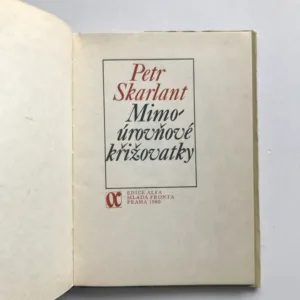 Petr
Skarlant
Mimo-
úrovňové
křižovatky
EDICE ALFA
MLADÁ FRONTA
PRAHA 1980